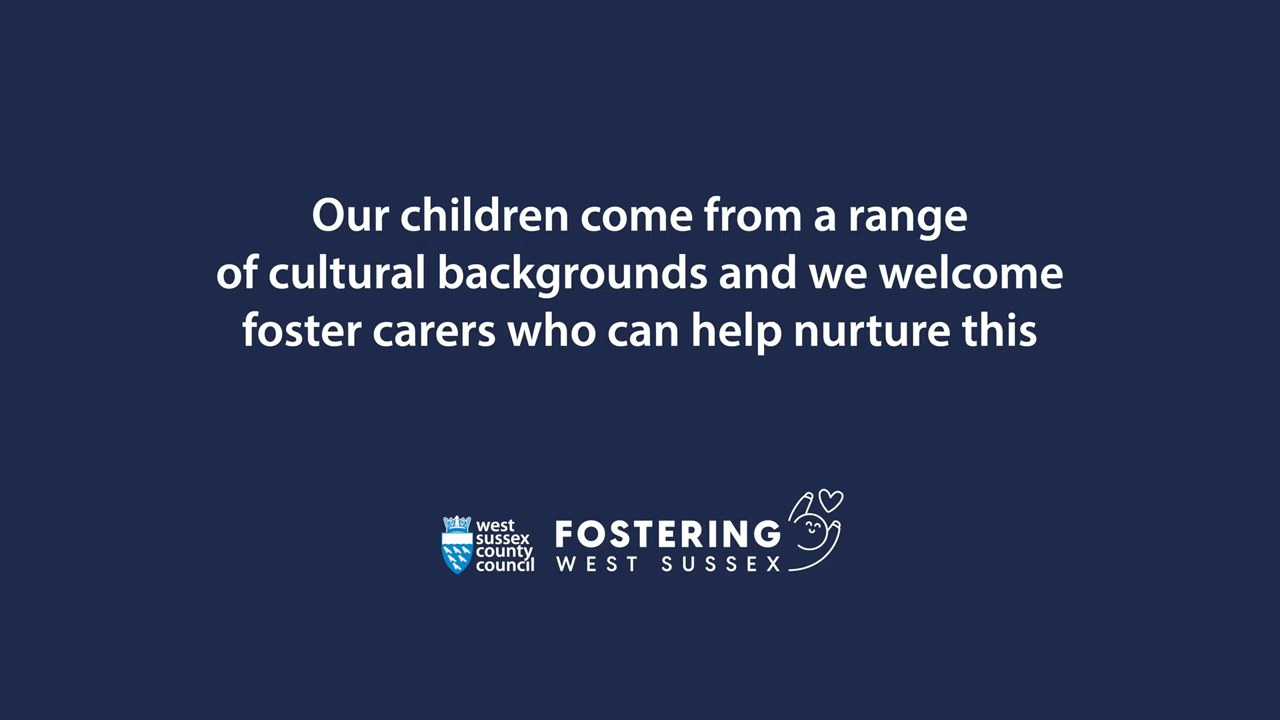 Our children come from a range
of cultural backgrounds and we welcome
foster carers who can help nurture this
west
sussex
county
council
FOSTERING
WEST SUSSEX